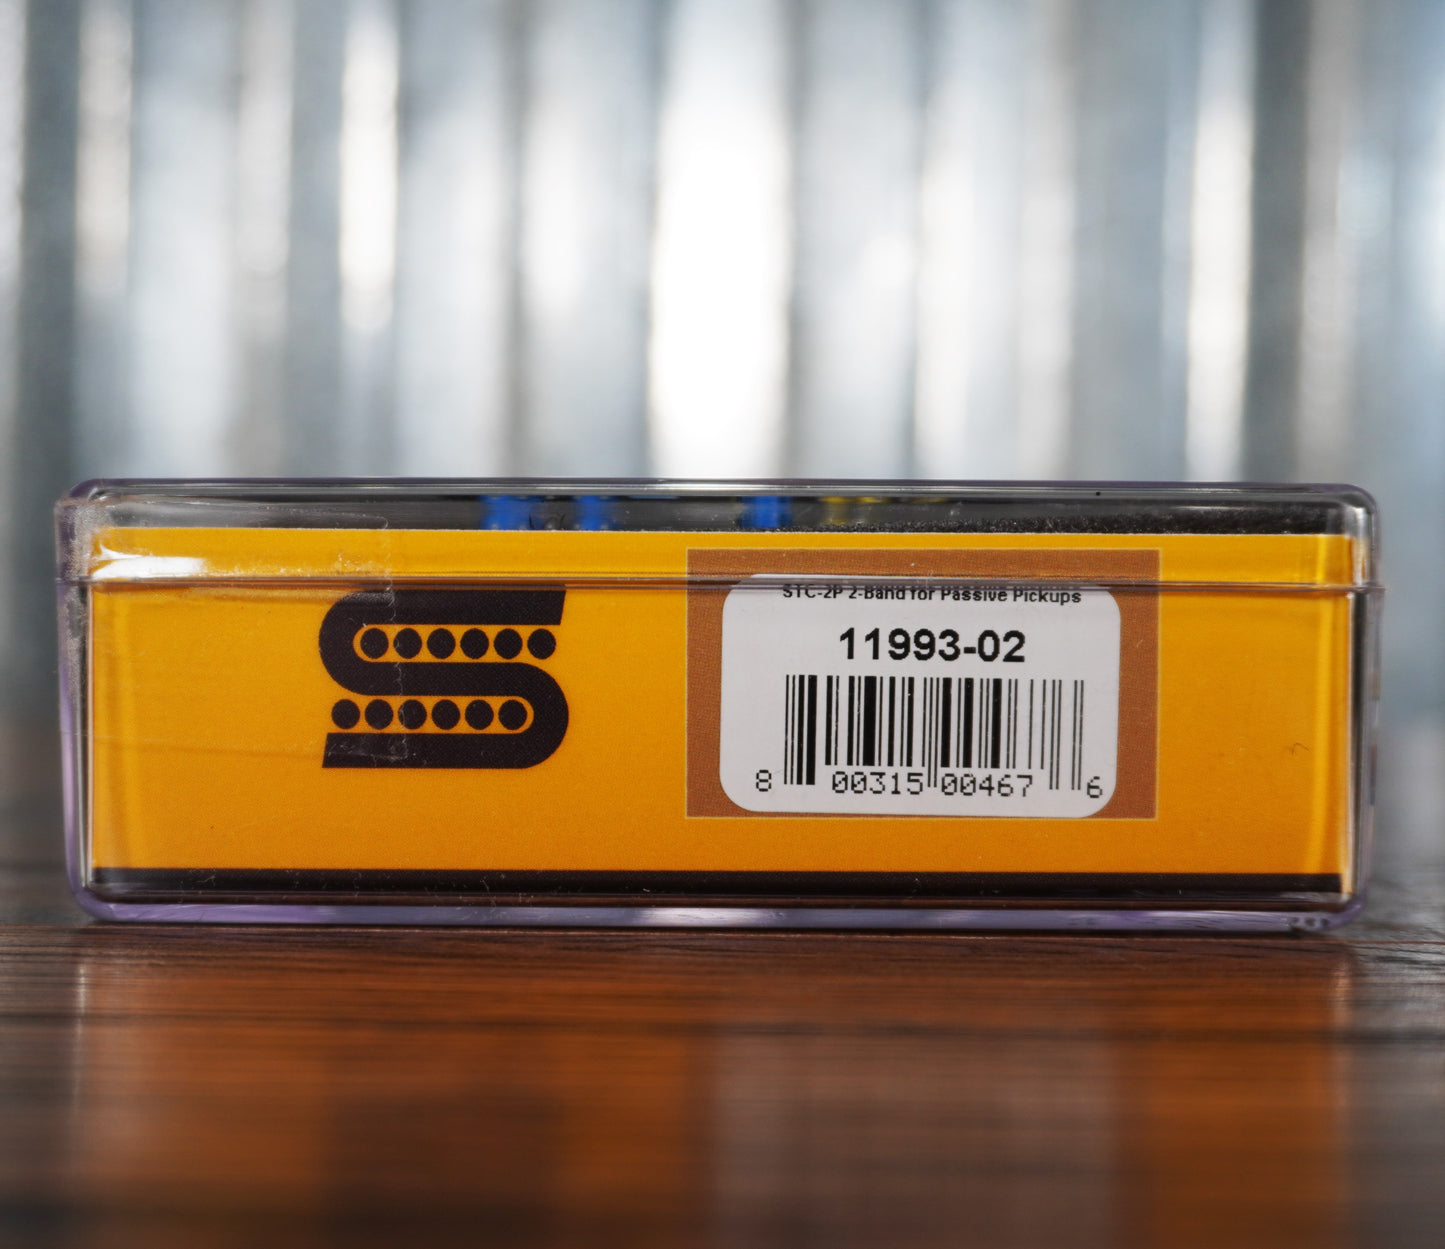 STC-2P 2-Band for Passive Pickups
11993-02
8 00315 00467 6